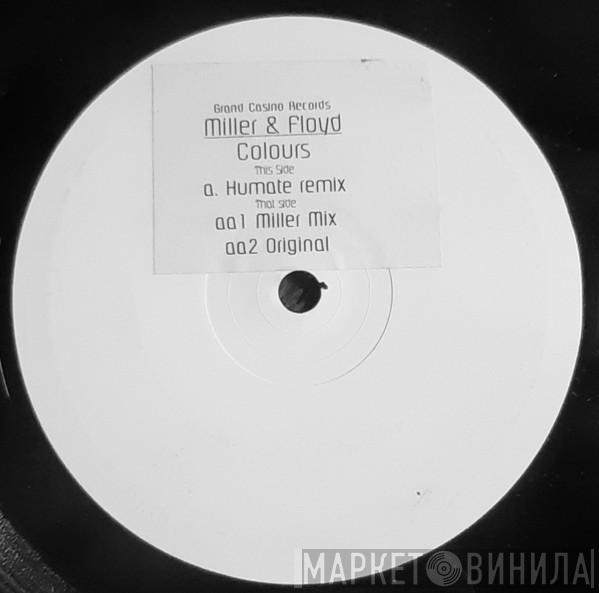 Grand Casino Records
Miller & Floyd
Colours
This Side
a. Humate remix
That side
aa1 Miller Mix
aa2 Original
МАРКЕТ ВИНИЛА